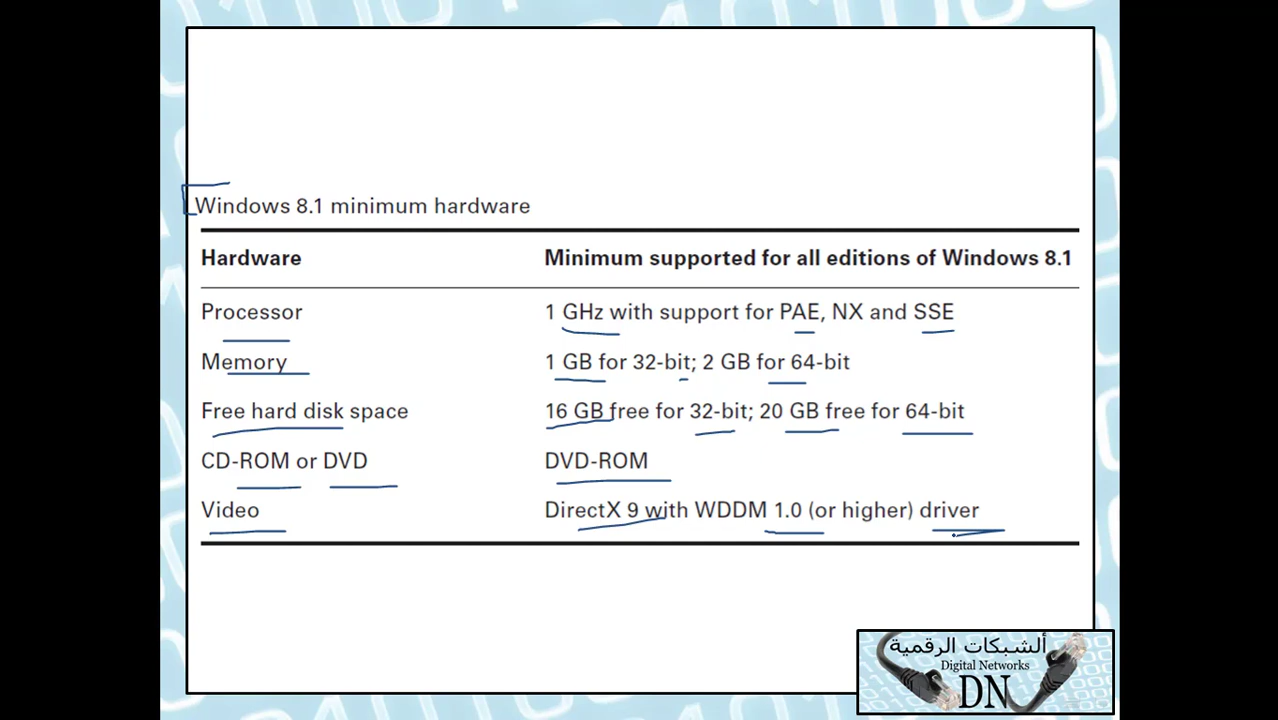 Windows 8.1 minimum hardware
Hardware Minimum supported for all editions of Windows 8.1
Processor 1 GHz with support for PAE, NX and SSE
Memory 1 GB for 32-bit; 2 GB for 64-bit
Free hard disk space 16 GB free for 32-bit; 20 GB free for 64-bit
CD-ROM or DVD DVD-ROM
Video DirectX 9 with WDDM 1.0 (or higher) driver
ألشبكات الرقمية
Digital Networks
DN